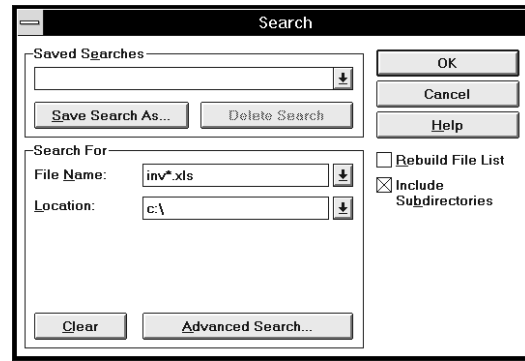 Search
Saved Searches
Save Search As...
Delete Search
Search For
File Name:
inv*.xls
Location:
c:\
Clear
Advanced Search...
OK
Cancel
Help
Rebuild File List
Include
Subdirectories